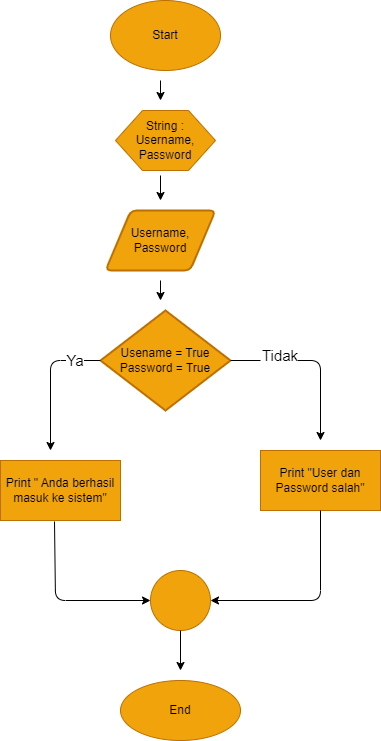 Start
String :
Username,
Password
Username,
Password
Usename = True
Password = True
Ya
Tidak
Print " Anda berhasil
masuk ke sistem"
Print "User dan
Password salah"
End